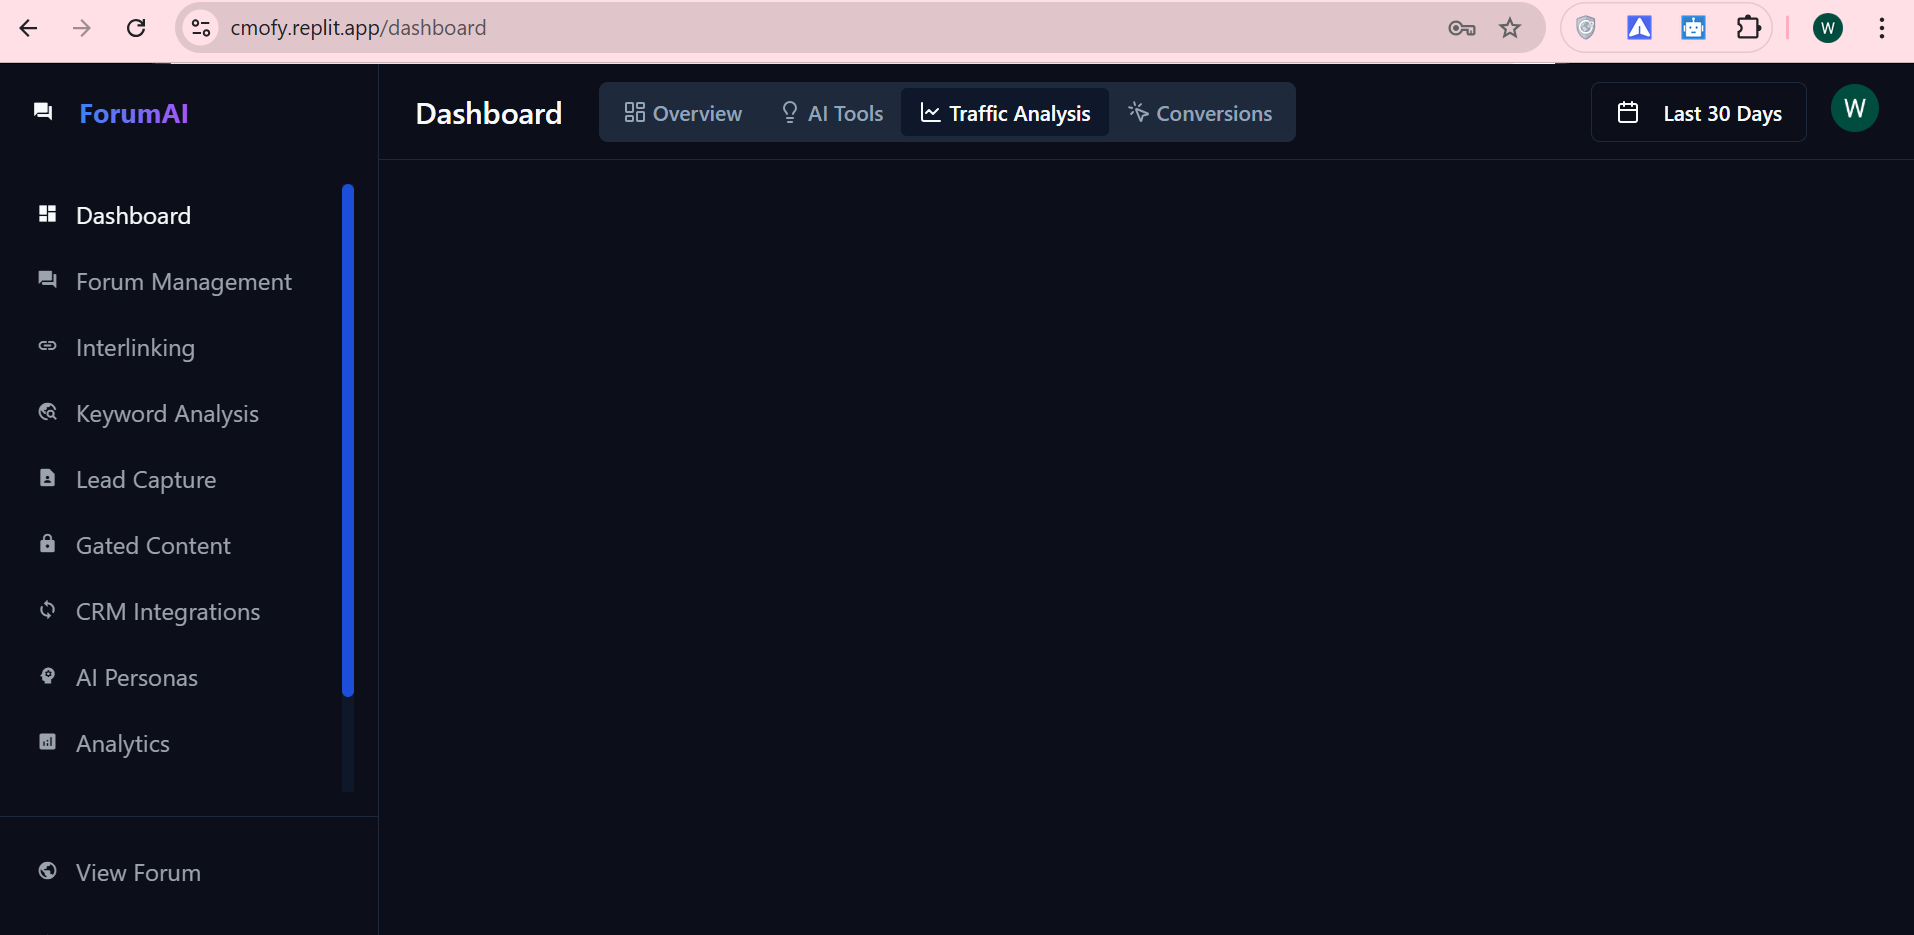 cmofy.replit.app/dashboard
W
ForumAI
Dashboard
Overview
AI Tools
Traffic Analysis
Conversions
Last 30 Days
W
Dashboard
Forum Management
Interlinking
Keyword Analysis
Lead Capture
Gated Content
CRM Integrations
AI Personas
Analytics
View Forum